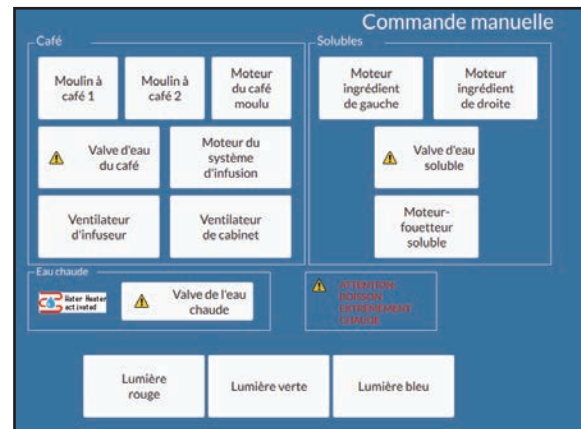 Commande manuelle
Café
Moulin à
café 1
Moulin à
café 2
Moteur
du café
moulu
Valve d'eau
du café
Moteur du
système
d'infusion
Ventilateur
d'infuseur
Ventilateur
de cabinet
Solubles
Moteur
ingrédient
de gauche
Moteur
ingrédient
de droite
Valve d'eau
soluble
Moteur-
fouetteur
soluble
Eau chaude
Water Heater
activated
Valve de l'eau
chaude
ATTENTION:
BOISSON
EXTRÊMEMENT
CHAUDE
Lumière
rouge
Lumière verte
Lumière bleu